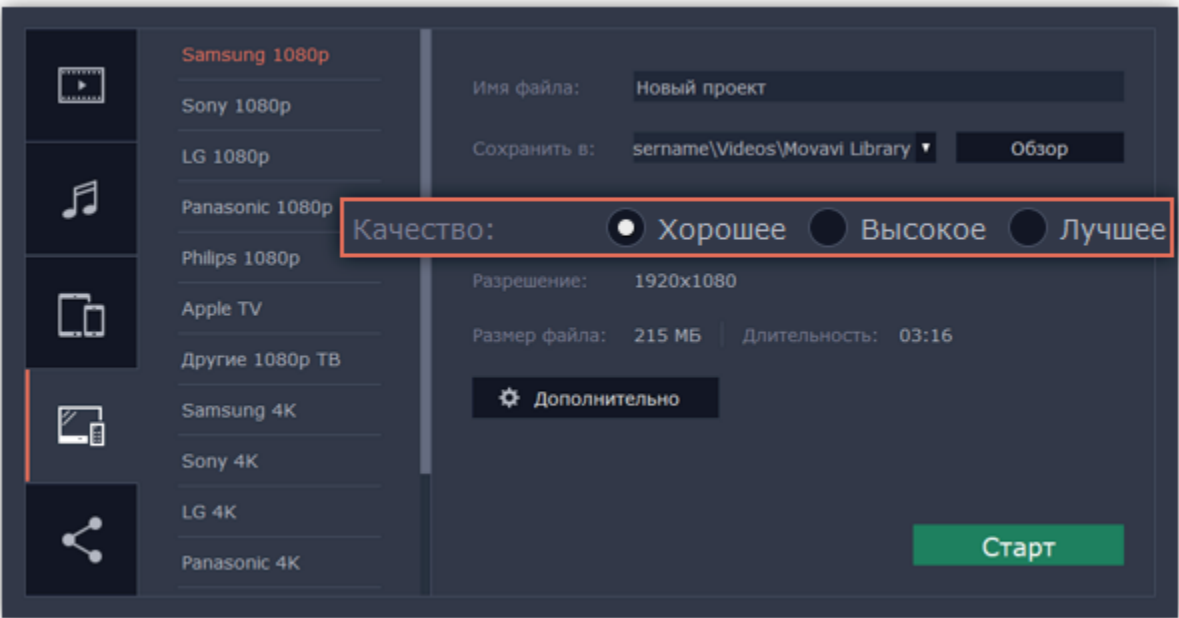 Samsung 1080p
Sony 1080p
LG 1080p
Panasonic 1080p
Philips 1080p
Apple TV
Другие 1080p ТВ
Samsung 4K
Sony 4K
LG 4K
Panasonic 4K
Имя файла: Новый проект
Сохранить в: sername\Videos\Movavi Library Обзор
Качество: Хорошее Высокое Лучшее
Разрешение: 1920x1080
Размер файла: 215 МБ Длительность: 03:16
Дополнительно
Старт